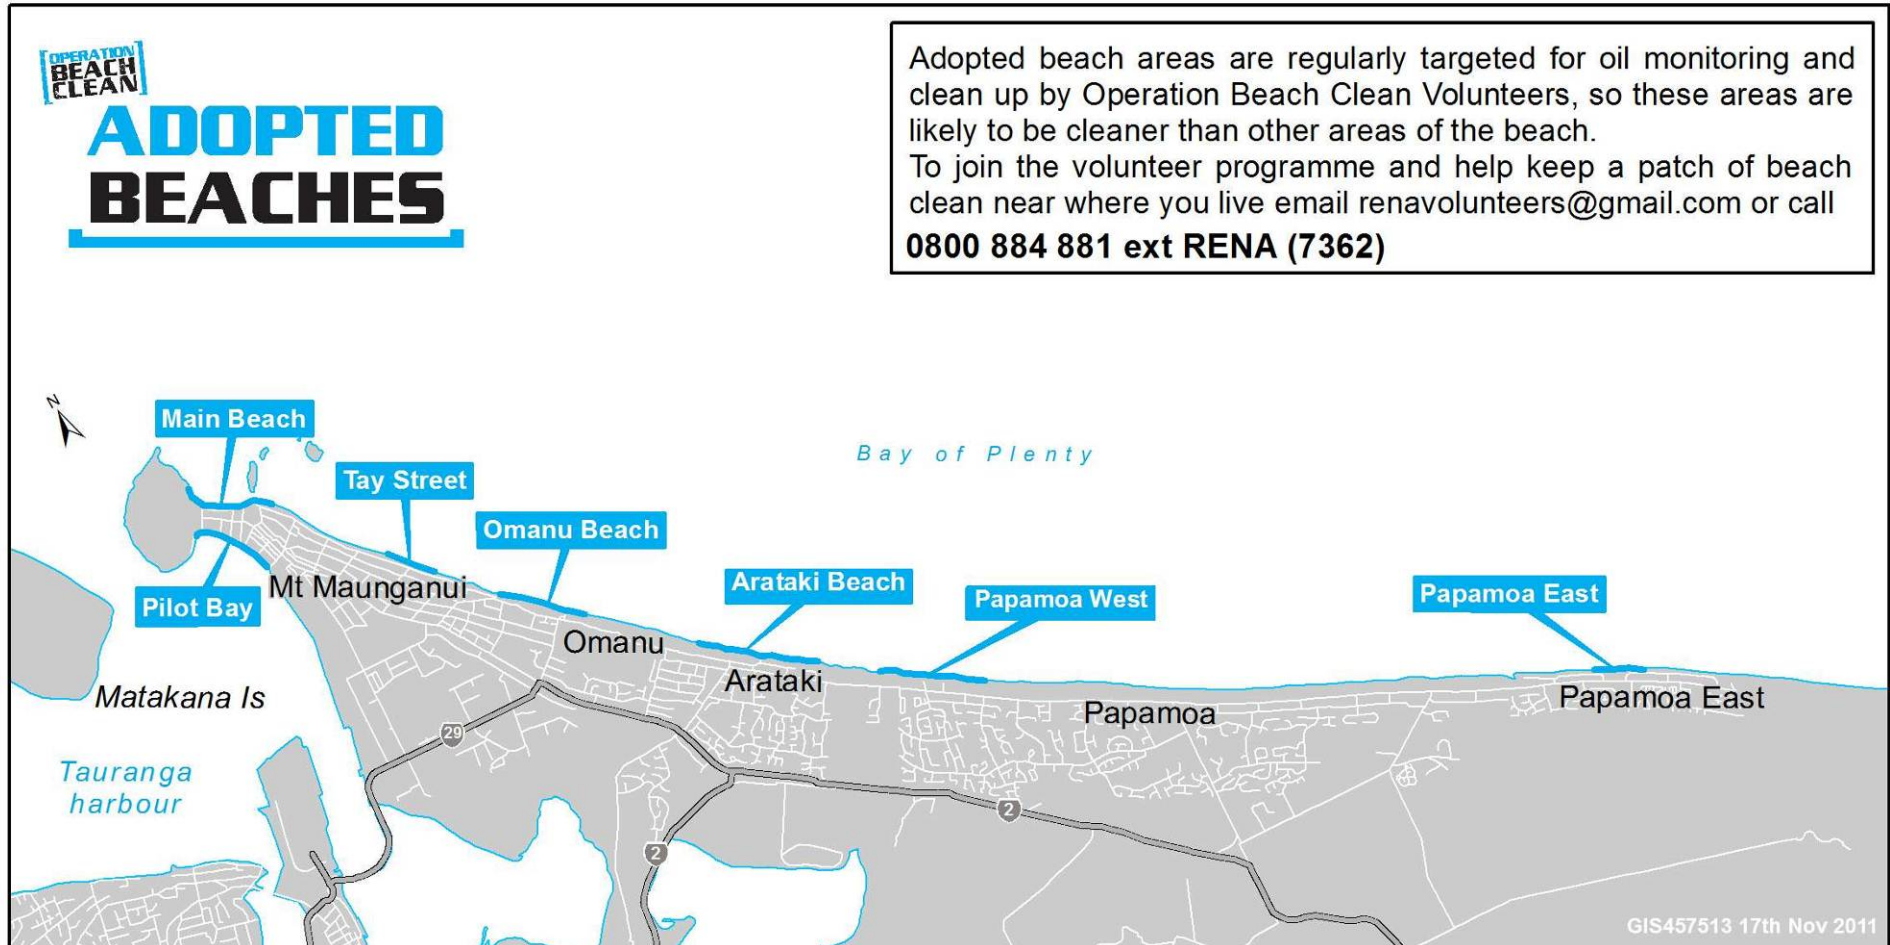 OPERATION
BEACH
CLEAN
ADOPTED
BEACHES
Adopted beach areas are regularly targeted for oil monitoring and
clean up by Operation Beach Clean Volunteers, so these areas are
likely to be cleaner than other areas of the beach.
To join the volunteer programme and help keep a patch of beach
clean near where you live email renavolunteers@gmail.com or call
0800 884 881 ext RENA (7362)
N
Main Beach
Bay of Plenty
Tay Street
Omanu Beach
Arataki Beach
Papamoa West
Papamoa East
Pilot Bay
Mt Maunganui
Omanu
Arataki
Matakana Is
Papamoa
Papamoa East
29
Tauranga
harbour
2
2
GIS457513 17th Nov 2011